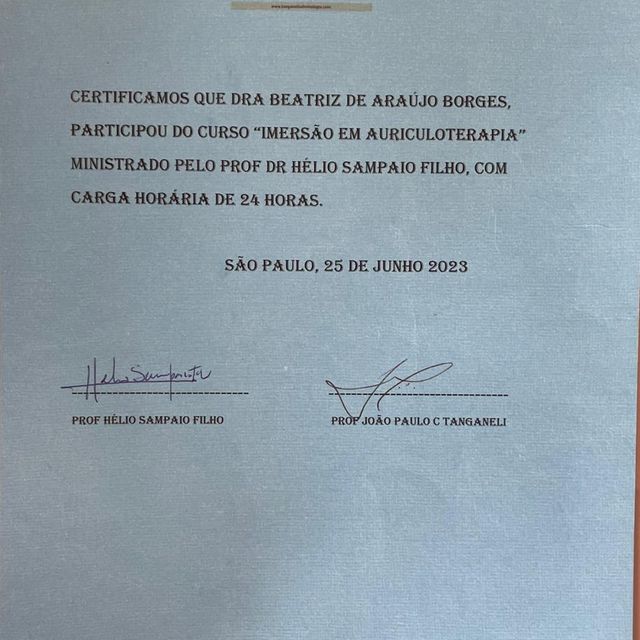 CERTIFICAMOS QUE DRA BEATRIZ DE ARAÚJO BORGES,
PARTICIPOU DO CURSO “IMERSÃO EM AURICULOTERAPIA”
MINISTRADO PELO PROF DR HÉLIO SAMPAIO FILHO, COM
CARGA HORÁRIA DE 24 HORAS.
SÃO PAULO, 25 DE JUNHO 2023
PROF HÉLIO SAMPAIO FILHO
PROF JOÃO PAULO C TANGANELI